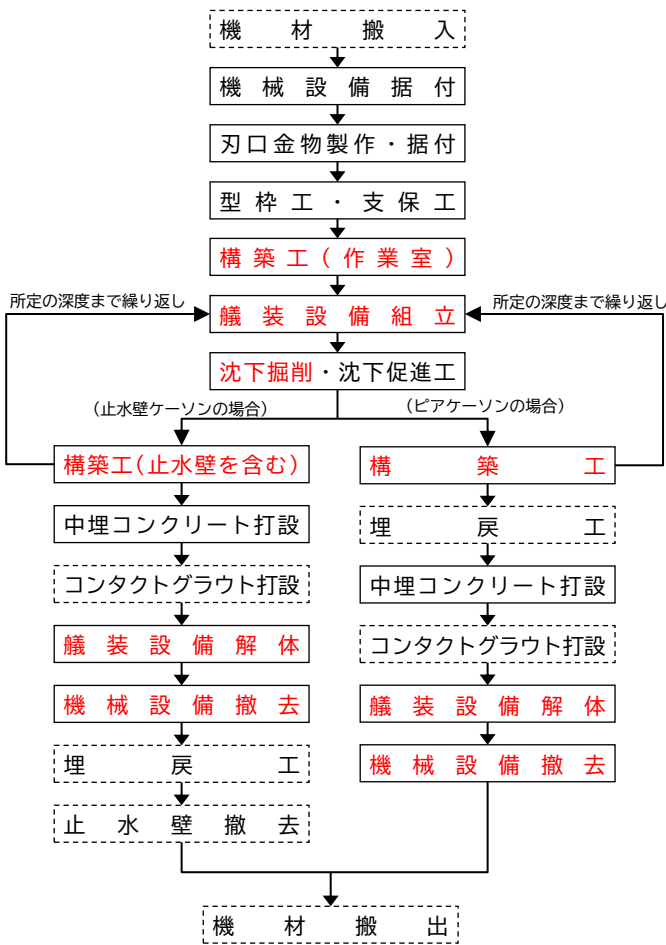 機材搬入
機械設備据付
刃口金物製作・据付
型枠工・支保工
構築工(作業室)
所定の深度まで繰り返し
艤装設備組立
所定の深度まで繰り返し
沈下掘削・沈下促進工
(止水壁ケーソンの場合)
(ピアケーソンの場合)
構築工(止水壁を含む)
中埋コンクリート打設
コンタクトグラウト打設
艤装設備解体
機械設備撤去
埋戻工
止水壁撤去
構築工
埋戻工
中埋コンクリート打設
コンタクトグラウト打設
艤装設備解体
機械設備撤去
機材搬出